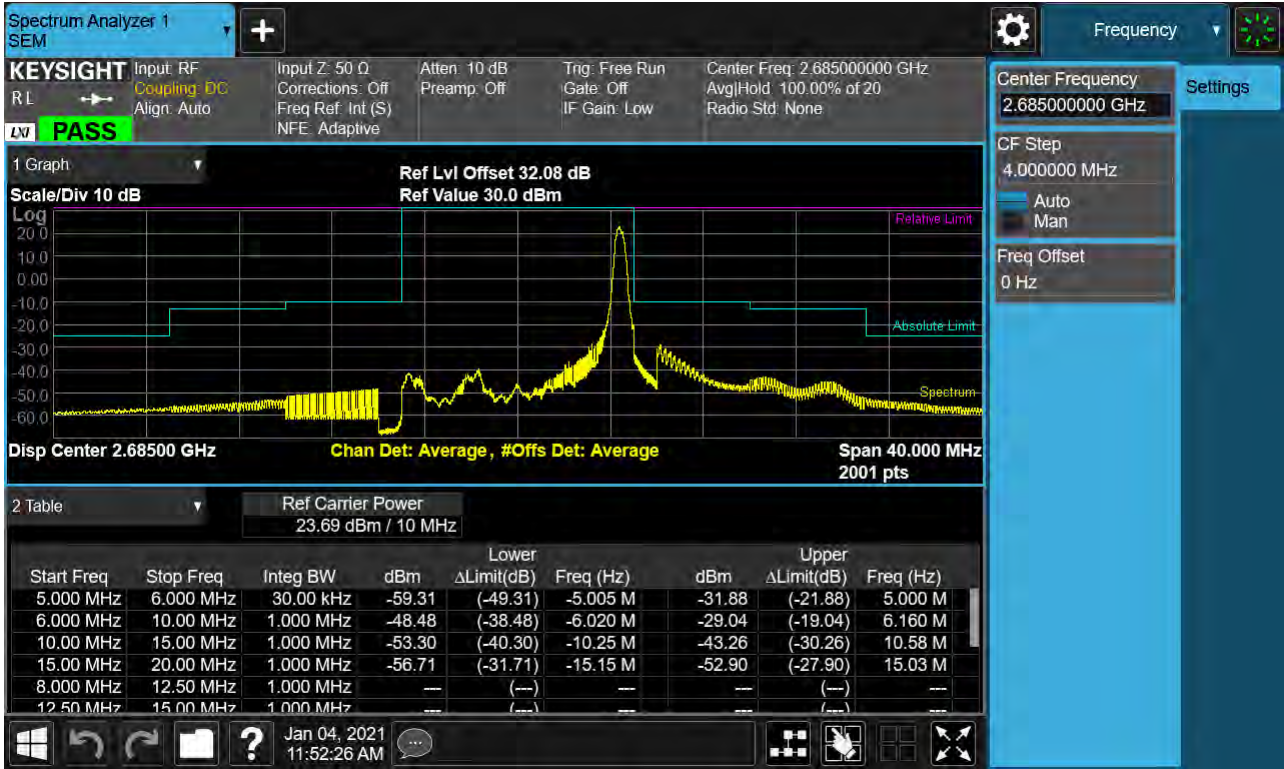 Spectrum Analyzer 1
SEM
Frequency
KEYSIGHT
R L
LXI
PASS
Input: RF
Coupling: DC
Align: Auto
Input Z: 50 Ω
Corrections: Off
Freq Ref: Int (S)
NFE: Adaptive
Atten: 10 dB
Preamp: Off
Trig: Free Run
Gate: Off
IF Gain: Low
Center Freq: 2.685000000 GHz
Avg|Hold: 100.00% of 20
Radio Std: None
Center Frequency
2.685000000 GHz
Settings
CF Step
4.000000 MHz
Auto
Man
Freq Offset
0 Hz
1 Graph
Scale/Div 10 dB
Ref Lvl Offset 32.08 dB
Ref Value 30.0 dBm
Log
20.0
10.0
0.00
-10.0
-20.0
-30.0
-40.0
-50.0
-60.0
Relative Limit
Absolute Limit
Spectrum
Disp Center 2.68500 GHz
Chan Det: Average, #Offs Det: Average
Span 40.000 MHz
2001 pts
2 Table
Ref Carrier Power
23.69 dBm / 10 MHz
Lower Upper
Start Freq Stop Freq Integ BW dBm ΔLimit(dB) Freq (Hz) dBm ΔLimit(dB) Freq (Hz)
5.000 MHz 6.000 MHz 30.00 kHz -59.31 (-49.31) -5.005 M -31.88 (-21.88) 5.000 M
6.000 MHz 10.00 MHz 1.000 MHz -48.48 (-38.48) -6.020 M -29.04 (-19.04) 6.160 M
10.00 MHz 15.00 MHz 1.000 MHz -53.30 (-40.30) -10.25 M -43.26 (-30.26) 10.58 M
15.00 MHz 20.00 MHz 1.000 MHz -56.71 (-31.71) -15.15 M -52.90 (-27.90) 15.03 M
8.000 MHz 12.50 MHz 1.000 MHz --- (---) --- --- (---) ---
12.50 MHz 15.00 MHz 1.000 MHz --- (---) --- --- (---) ---
Jan 04, 2021
11:52:26 AM